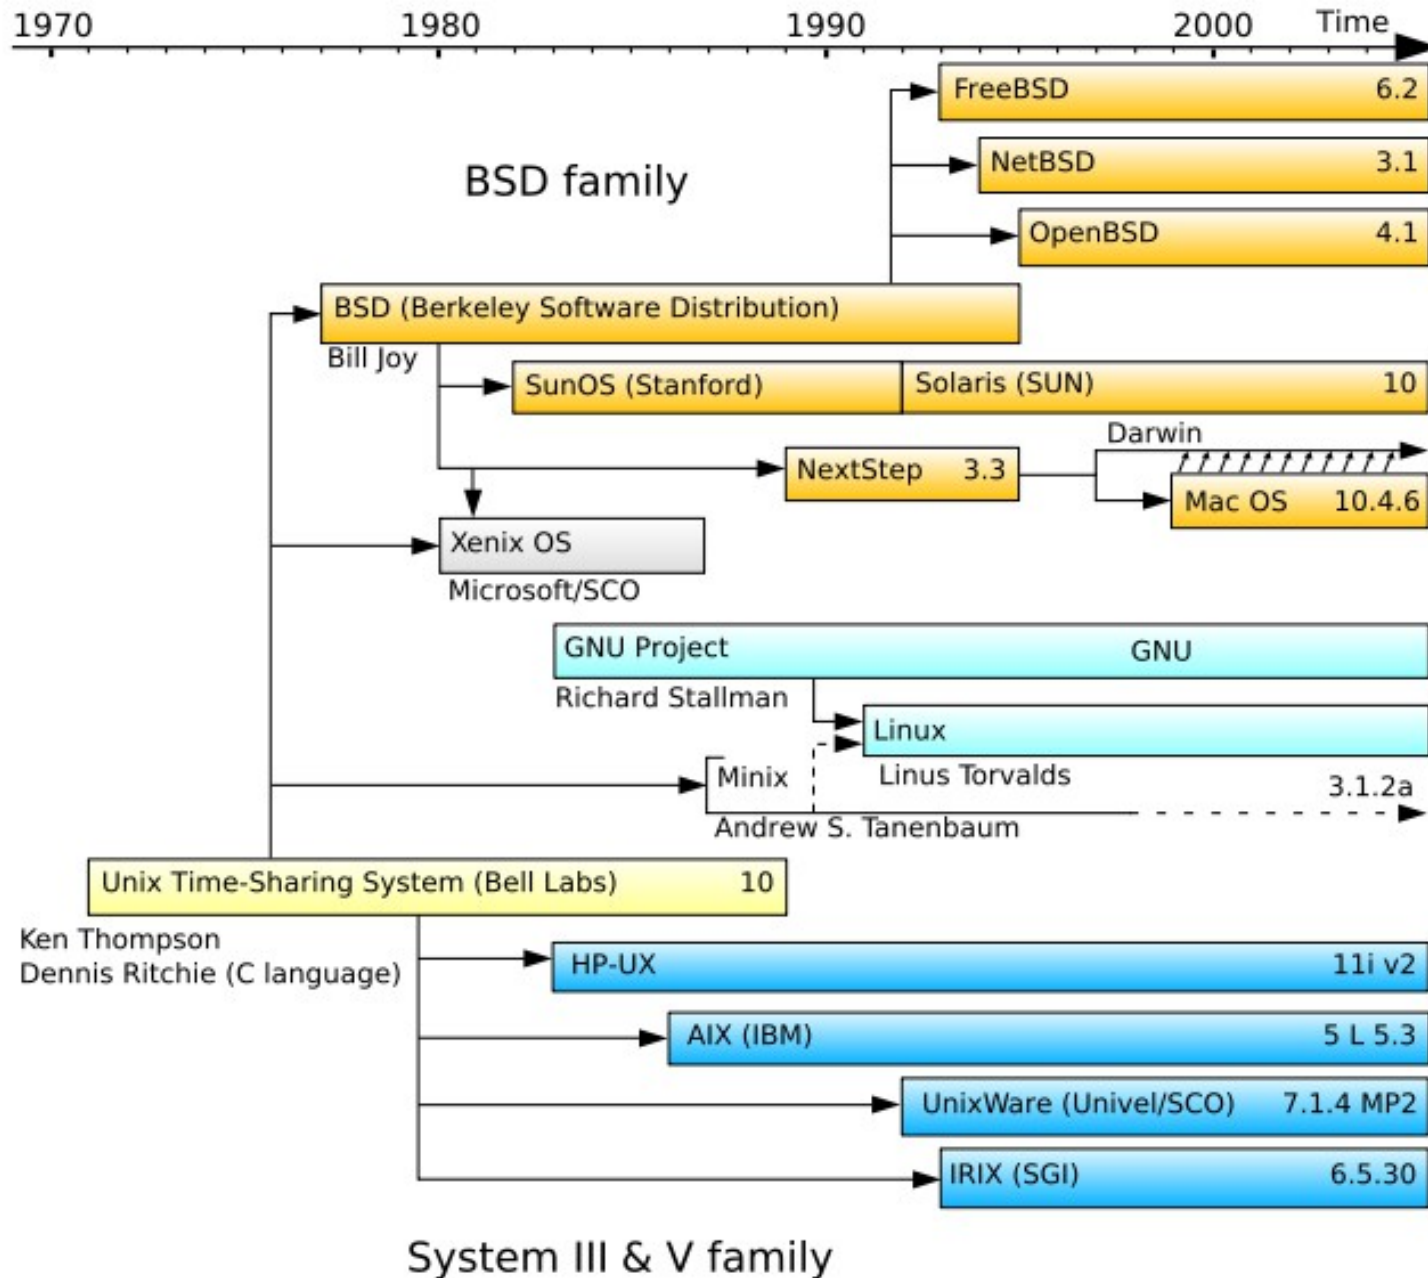 1970 1980 1990 2000 Time
FreeBSD 6.2
NetBSD 3.1
BSD family
OpenBSD 4.1
BSD (Berkeley Software Distribution)
Bill Joy
SunOS (Stanford) Solaris (SUN) 10
Darwin
NextStep 3.3
Mac OS 10.4.6
Xenix OS
Microsoft/SCO
GNU Project GNU
Richard Stallman
Linux
Linus Torvalds
Minix
3.1.2a
Andrew S. Tanenbaum
Unix Time-Sharing System (Bell Labs) 10
Ken Thompson
Dennis Ritchie (C language)
HP-UX 11i v2
AIX (IBM) 5 L 5.3
UnixWare (Univel/SCO) 7.1.4 MP2
IRIX (SGI) 6.5.30
System III & V family